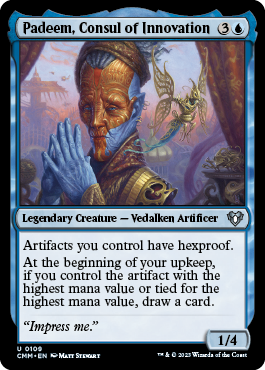 Padeem, Consul of Innovation 3
Legendary Creature — Vedalken Artificer
Artifacts you control have hexproof.
At the beginning of your upkeep,
if you control the artifact with the
highest mana value or tied for the
highest mana value, draw a card.
“Impress me.”
1/4
U 0109
CMM • EN Matt Stewart
™ & © 2023 Wizards of the Coast